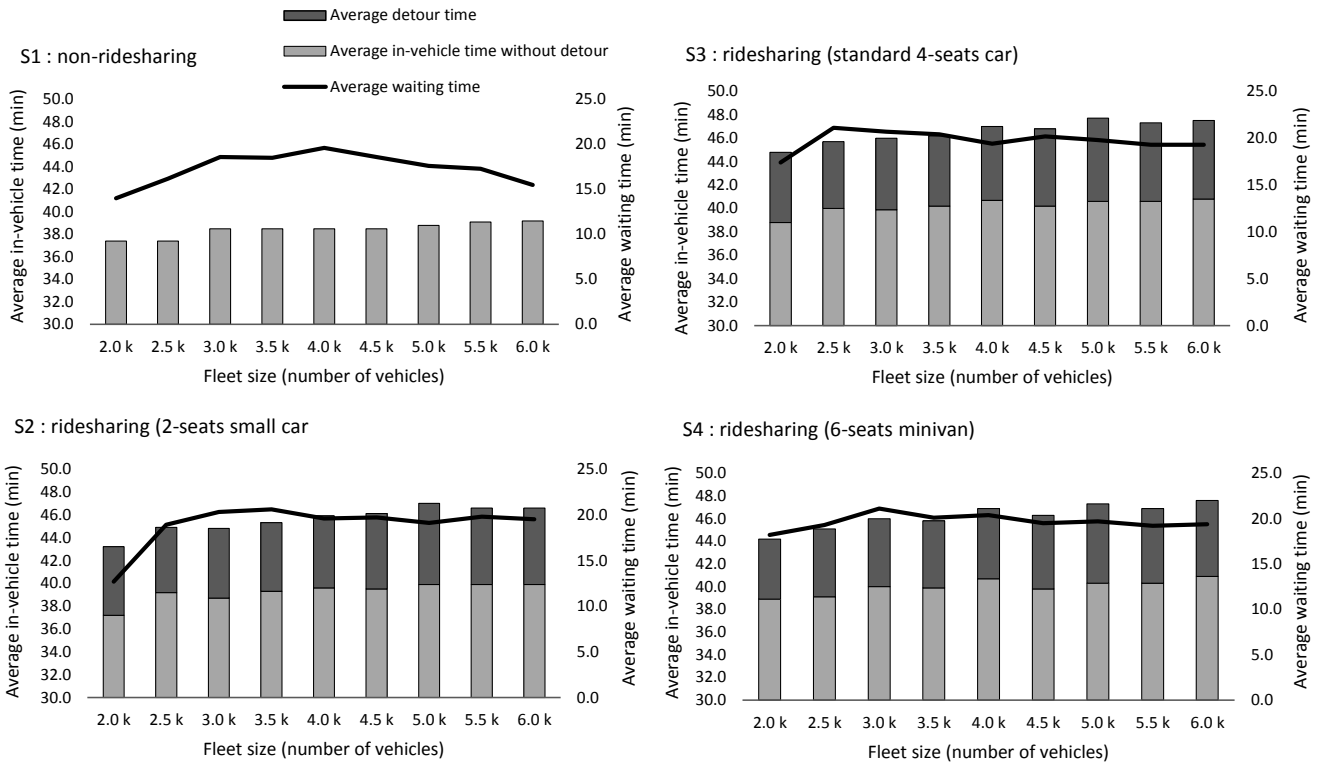 Average detour time
Average in-vehicle time without detour
Average waiting time
S1 : non-ridesharing
Average in-vehicle time (min)
50.0
48.0
46.0
44.0
42.0
40.0
38.0
36.0
34.0
32.0
30.0
25.0
20.0
15.0
10.0
5.0
0.0
Average waiting time (min)
2.0 k 2.5 k 3.0 k 3.5 k 4.0 k 4.5 k 5.0 k 5.5 k 6.0 k
Fleet size (number of vehicles)
S3 : ridesharing (standard 4-seats car)
Average in-vehicle time (min)
50.0
48.0
46.0
44.0
42.0
40.0
38.0
36.0
34.0
32.0
30.0
25.0
20.0
15.0
10.0
5.0
0.0
Average waiting time (min)
2.0 k 2.5 k 3.0 k 3.5 k 4.0 k 4.5 k 5.0 k 5.5 k 6.0 k
Fleet size (number of vehicles)
S2 : ridesharing (2-seats small car
Average in-vehicle time (min)
50.0
48.0
46.0
44.0
42.0
40.0
38.0
36.0
34.0
32.0
30.0
25.0
20.0
15.0
10.0
5.0
0.0
Average waiting time (min)
2.0 k 2.5 k 3.0 k 3.5 k 4.0 k 4.5 k 5.0 k 5.5 k 6.0 k
Fleet size (number of vehicles)
S4 : ridesharing (6-seats minivan)
Average in-vehicle time (min)
50.0
48.0
46.0
44.0
42.0
40.0
38.0
36.0
34.0
32.0
30.0
25.0
20.0
15.0
10.0
5.0
0.0
Average waiting time (min)
2.0 k 2.5 k 3.0 k 3.5 k 4.0 k 4.5 k 5.0 k 5.5 k 6.0 k
Fleet size (number of vehicles)